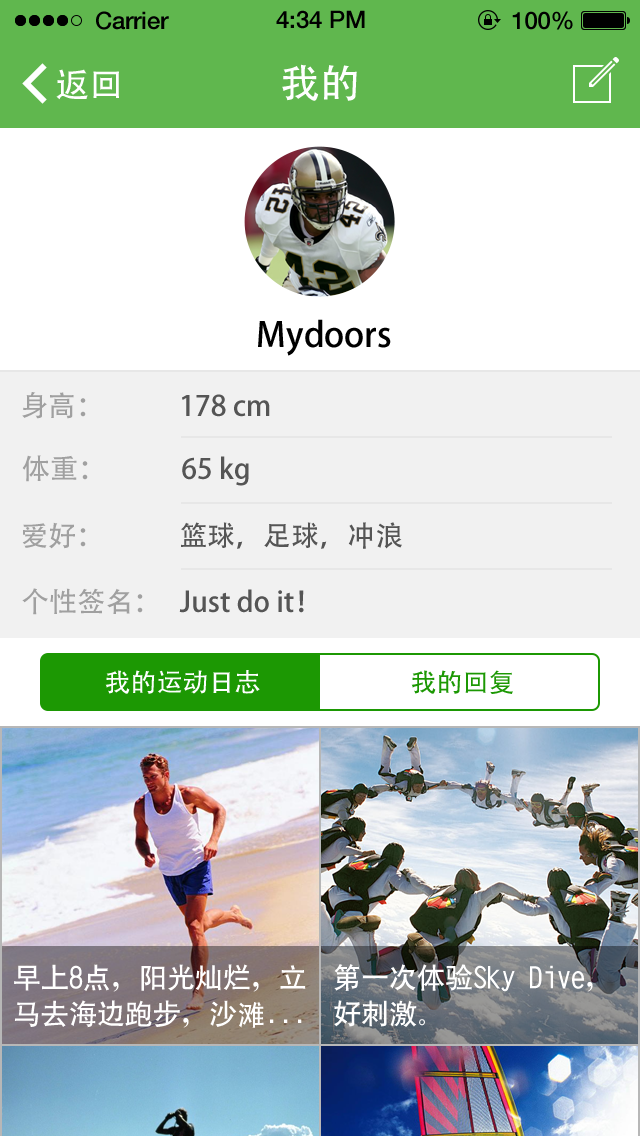 Carrier 4:34 PM 100%
返回 我的
42 42
42
Mydoors
身高： 178 cm
体重： 65 kg
爱好： 篮球，足球，冲浪
个性签名： Just do it!
我的运动日志 我的回复
早上8点，阳光灿烂，立
马去海边跑步，沙滩...
第一次体验Sky Dive，
好刺激。